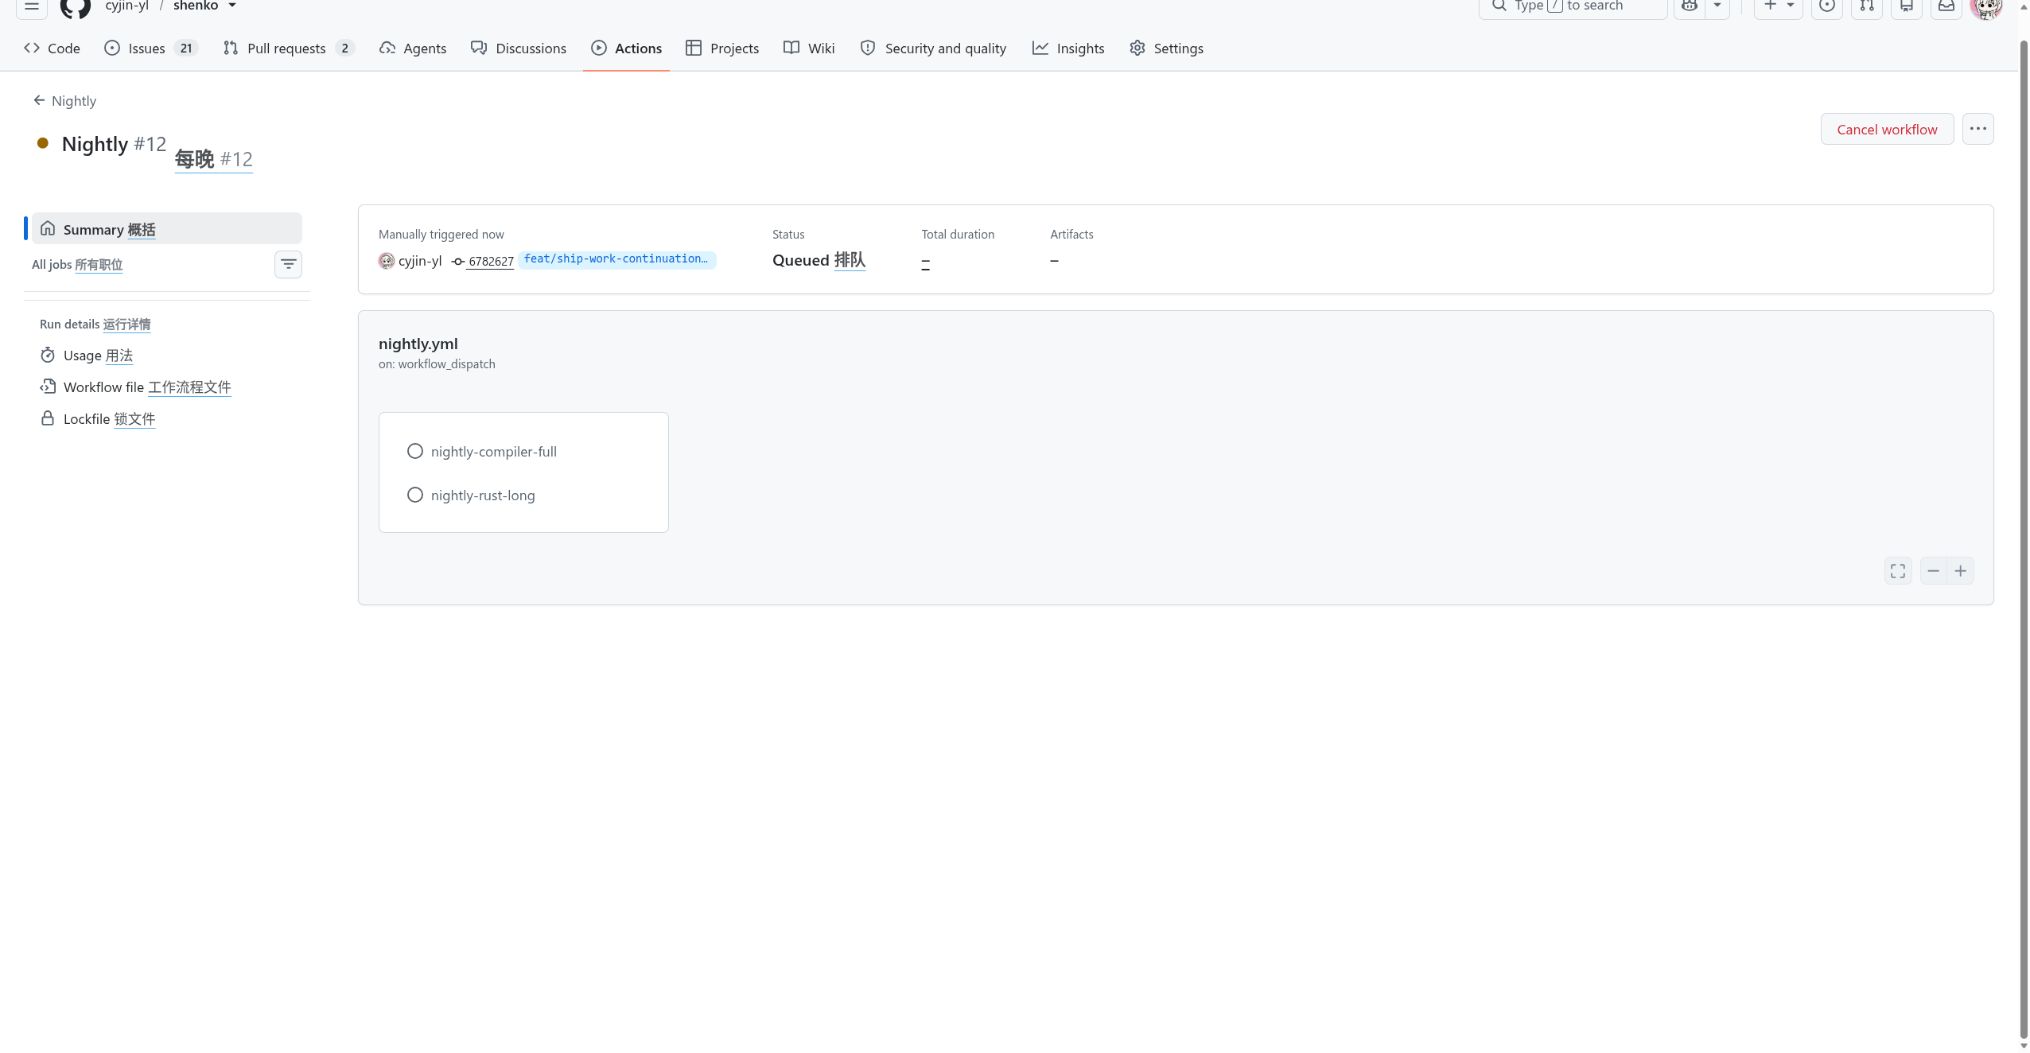 cyjin-yl / shenko
Type / to search
Code
Issues 21
Pull requests 2
Agents
Discussions
Actions
Projects
Wiki
Security and quality
Insights
Settings
Nightly
Nightly #12 每晚 #12
Cancel workflow
Summary 概括
All jobs 所有职位
Run details 运行详情
Usage 用法
Workflow file 工作流程文件
Lockfile 锁文件
Manually triggered now
cyjin-yl 6782627 feat/ship-work-continuation…
Status
Queued 排队
Total duration
–
Artifacts
–
nightly.yml
on: workflow_dispatch
nightly-compiler-full
nightly-rust-long